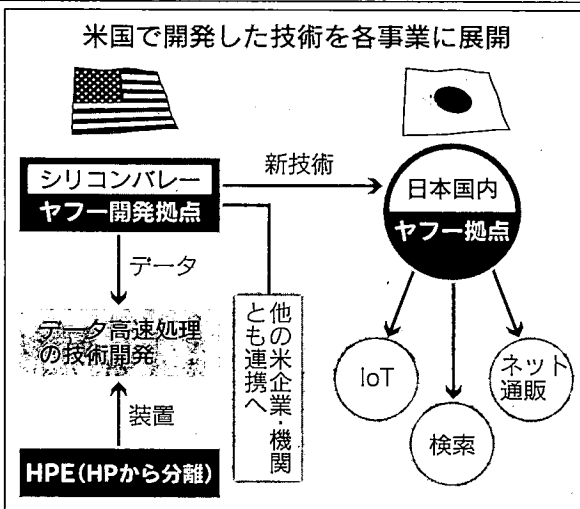 米国で開発した技術を各事業に展開
シリコンバレー
ヤフー開発拠点
新技術
日本国内
ヤフー拠点
データ
データ高速処理
の技術開発
装置
HPE(HPから分離)
他の米企業・機関
とも連携へ
IoT
検索
ネット
通販